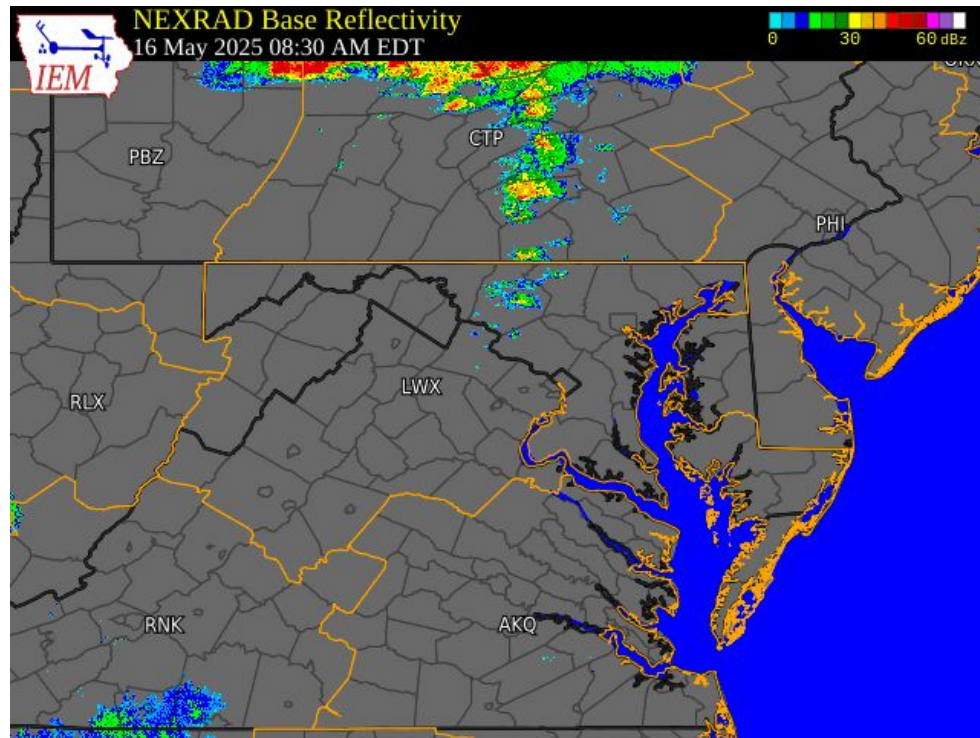 NEXRAD Base Reflectivity
16 May 2025 08:30 AM EDT
IEM
0 30 60 dBz
PBZ
CTP
PHI
RLX
LWX
RNK
AKQ